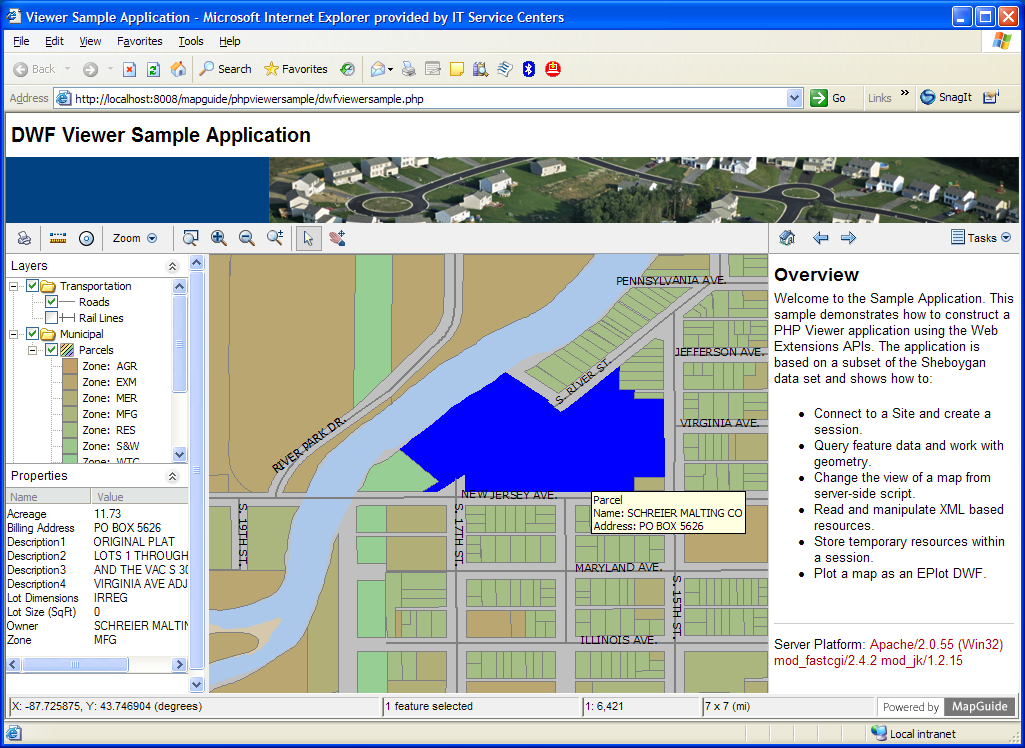 Viewer Sample Application - Microsoft Internet Explorer provided by IT Service Centers
File Edit View Favorites Tools Help
Back Search Favorites
Address http://localhost:8008/mapguide/phpviewersample/dwfviewersample.php Go Links » SnagIt
DWF Viewer Sample Application
Zoom
Tasks
Layers
Transportation
Roads
Rail Lines
Municipal
Parcels
Zone: AGR
Zone: EXM
Zone: MER
Zone: MFG
Zone: RES
Zone: S&W
Zone: WTC
Properties
Name Value
Acreage 11.73
Billing Address PO BOX 5626
Description1 ORIGINAL PLAT
Description2 LOTS 1 THROUGH
Description3 AND THE VAC S 30
Description4 VIRGINIA AVE ADJ
Lot Dimensions IRREG
Lot Size (SqFt) 0
Owner SCHREIER MALTIN
Zone MFG
PENNSYLVANIA AVE.
JEFFERSON AVE.
S. RIVER ST.
VIRGINIA AVE.
RIVER PARK DR.
NEW JERSEY AVE.
Parcel
Name: SCHREIER MALTING CO
Address: PO BOX 5626
S. 19TH ST.
S. 17TH ST.
MARYLAND AVE.
S. 15TH ST.
ILLINOIS AVE.
Overview
Welcome to the Sample Application. This
sample demonstrates how to construct a
PHP Viewer application using the Web
Extensions APIs. The application is
based on a subset of the Sheboygan
data set and shows how to:
• Connect to a Site and create a
session.
• Query feature data and work with
geometry.
• Change the view of a map from
server-side script.
• Read and manipulate XML based
resources.
• Store temporary resources within
a session.
• Plot a map as an EPlot DWF.
Server Platform: Apache/2.0.55 (Win32)
mod_fastcgi/2.4.2 mod_jk/1.2.15
X: -87.725875, Y: 43.746904 (degrees) 1 feature selected 1: 6,421 7 x 7 (mi) Powered by MapGuide
Local intranet